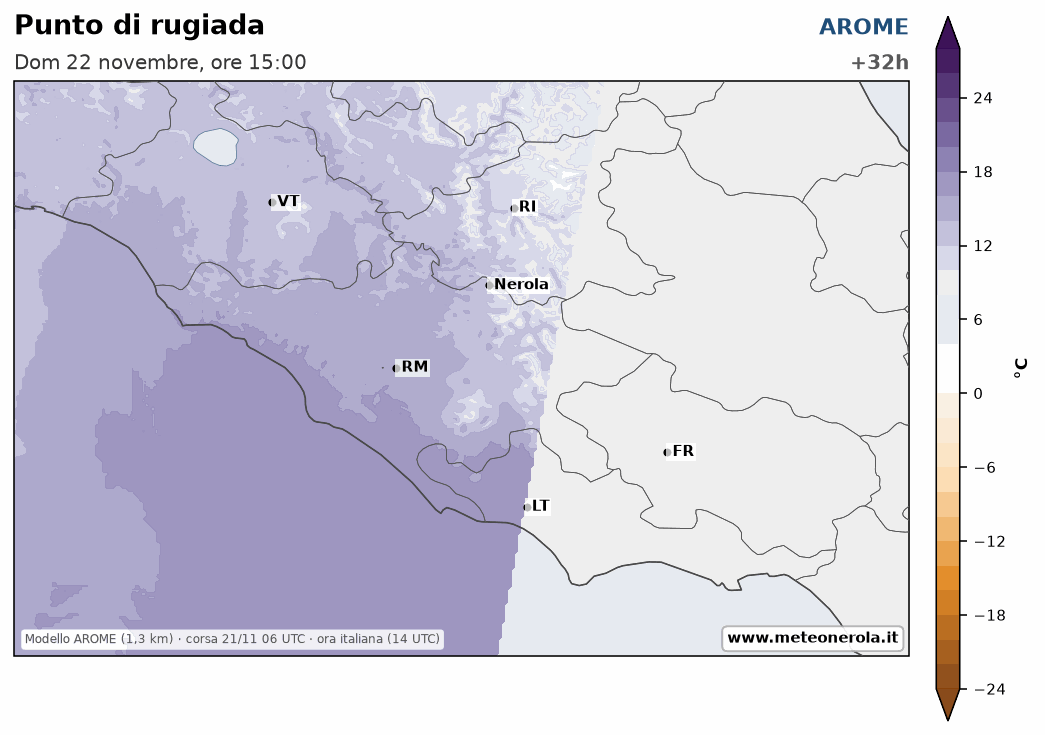 Punto di rugiada
AROME
Dom 22 novembre, ore 15:00
+32h
VT
RI
Nerola
RM
FR
LT
Modello AROME (1,3 km) · corsa 21/11 06 UTC · ora italiana (14 UTC)
www.meteonerola.it
24
18
12
6
0
−6
−12
−18
−24
°C